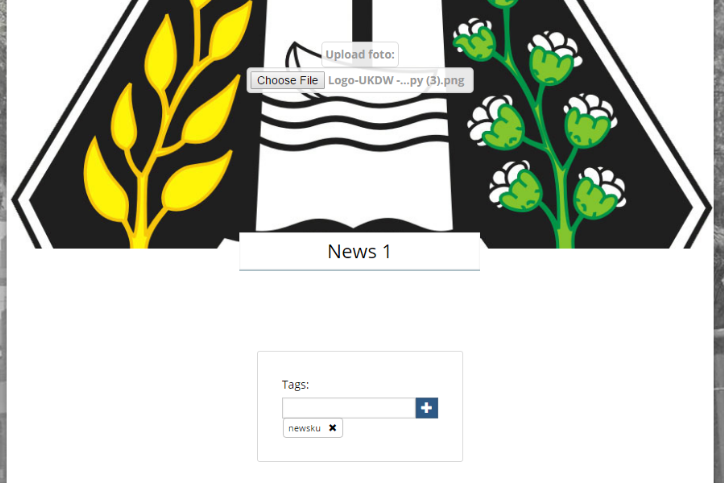 Upload foto:
Choose File Logo-UKDW -...py (3).png
News 1
Tags:
newsku